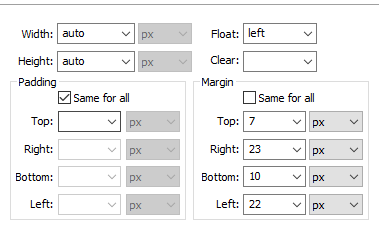 Width: auto px Float: left
Height: auto px Clear:
Padding Margin
Same for all Same for all
Top: px Top: 7 px
Right: px Right: 23 px
Bottom: px Bottom: 10 px
Left: px Left: 22 px